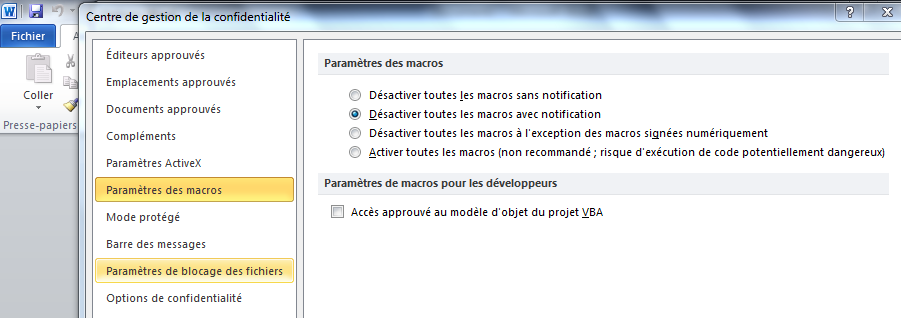 Centre de gestion de la confidentialité
Fichier
Coller
Presse-papiers
Éditeurs approuvés
Emplacements approuvés
Documents approuvés
Compléments
Paramètres ActiveX
Paramètres des macros
Mode protégé
Barre des messages
Paramètres de blocage des fichiers
Options de confidentialité
Paramètres des macros
Désactiver toutes les macros sans notification
Désactiver toutes les macros avec notification
Désactiver toutes les macros à l'exception des macros signées numériquement
Activer toutes les macros (non recommandé ; risque d'exécution de code potentiellement dangereux)
Paramètres de macros pour les développeurs
Accès approuvé au modèle d'objet du projet VBA